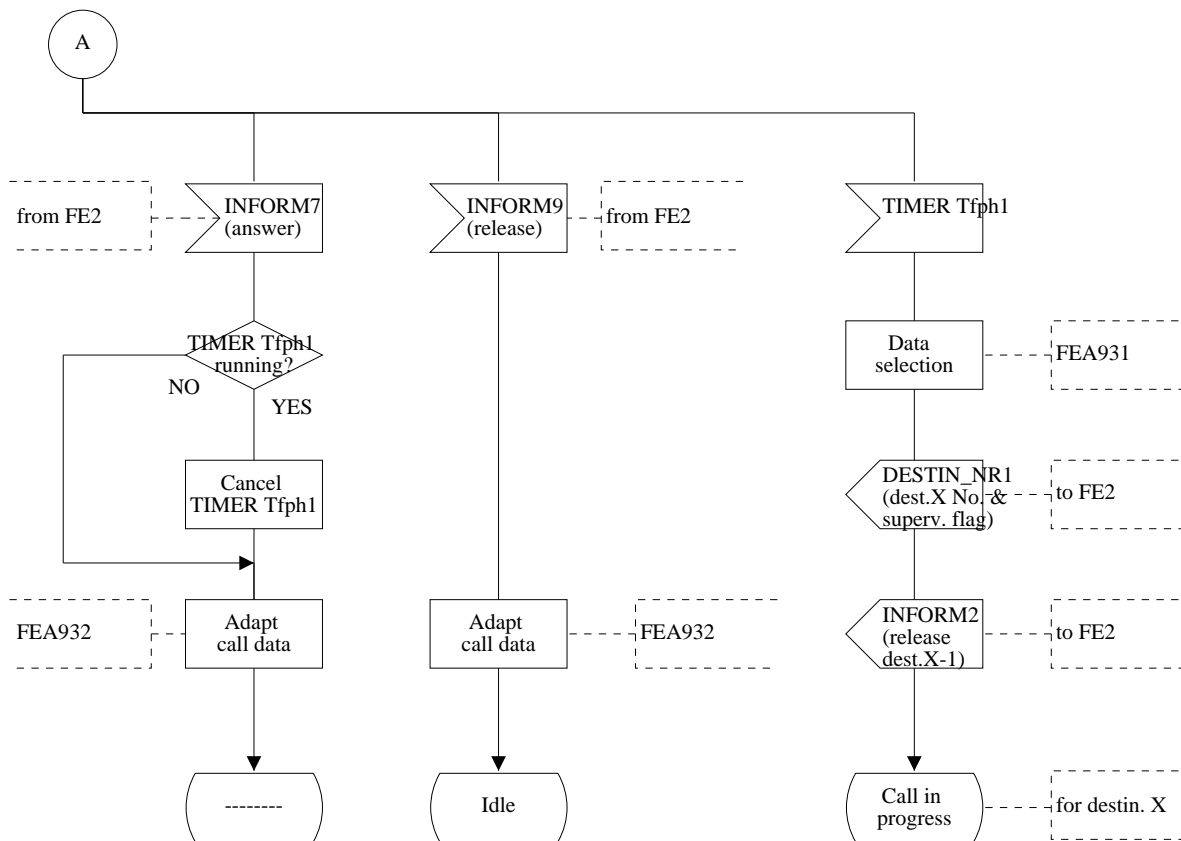 A
from FE2
INFORM7
(answer)
INFORM9
(release)
from FE2
TIMER Tfph1
TIMER Tfph1
running?
NO
YES
Data
selection
FEA931
Cancel
TIMER Tfph1
DESTIN_NR1
(dest.X No. &
superv. flag)
to FE2
FEA932
Adapt
call data
Adapt
call data
FEA932
INFORM2
(release
dest.X-1)
to FE2
--------
Idle
Call in
progress
for destin. X